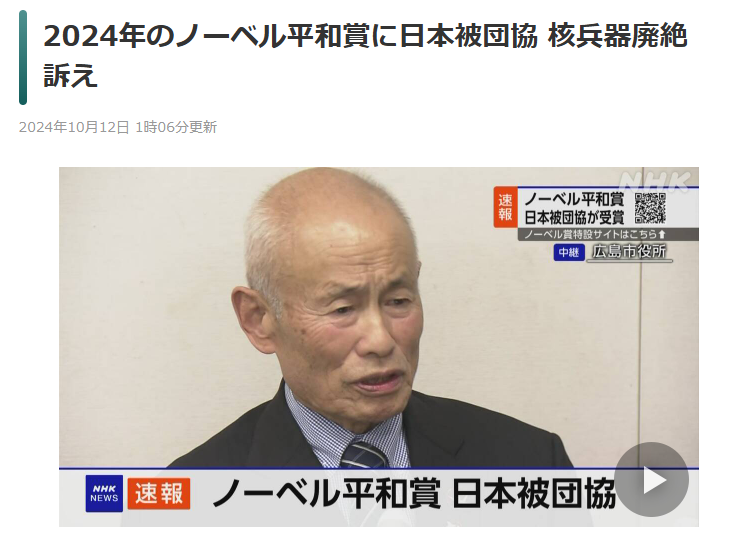 2024年のノーベル平和賞に日本被団協 核兵器廃絶
訴え
2024年10月12日 1時06分更新
NHK
速報
ノーベル平和賞
日本被団協が受賞
ノーベル賞特設サイトはこちら⬆
中継 広島市役所
NHK
NEWS
速報
ノーベル平和賞 日本被団協